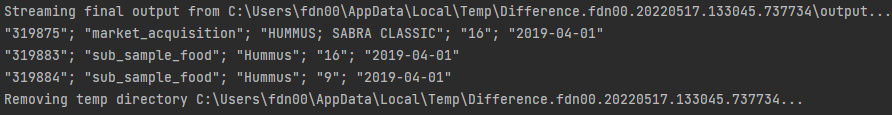 Streaming final output from C:\Users\fdn00\AppData\Local\Temp\Difference.fdn00.20220517.133045.737734\output...
"319875"; "market_acquisition"; "HUMMUS; SABRA CLASSIC"; "16"; "2019-04-01"
"319883"; "sub_sample_food"; "Hummus"; "16"; "2019-04-01"
"319884"; "sub_sample_food"; "Hummus"; "9"; "2019-04-01"
Removing temp directory C:\Users\fdn00\AppData\Local\Temp\Difference.fdn00.20220517.133045.737734...